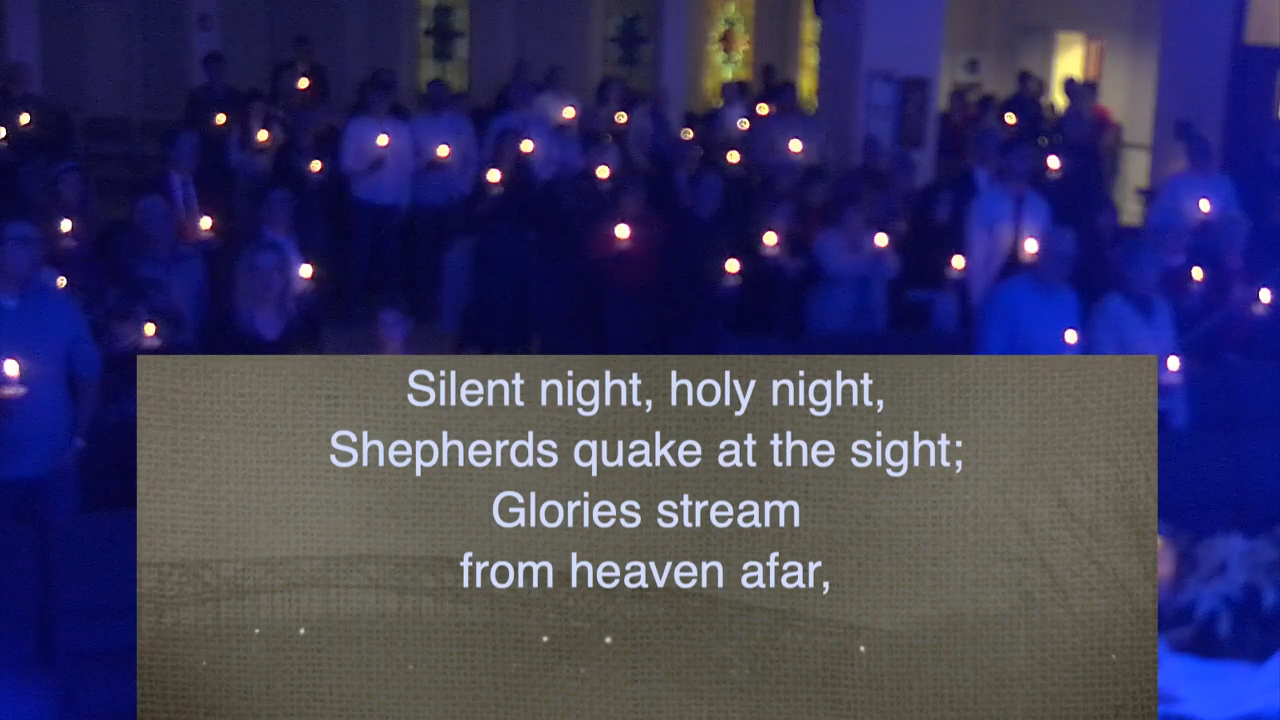 Silent night, holy night,
Shepherds quake at the sight;
Glories stream
from heaven afar,